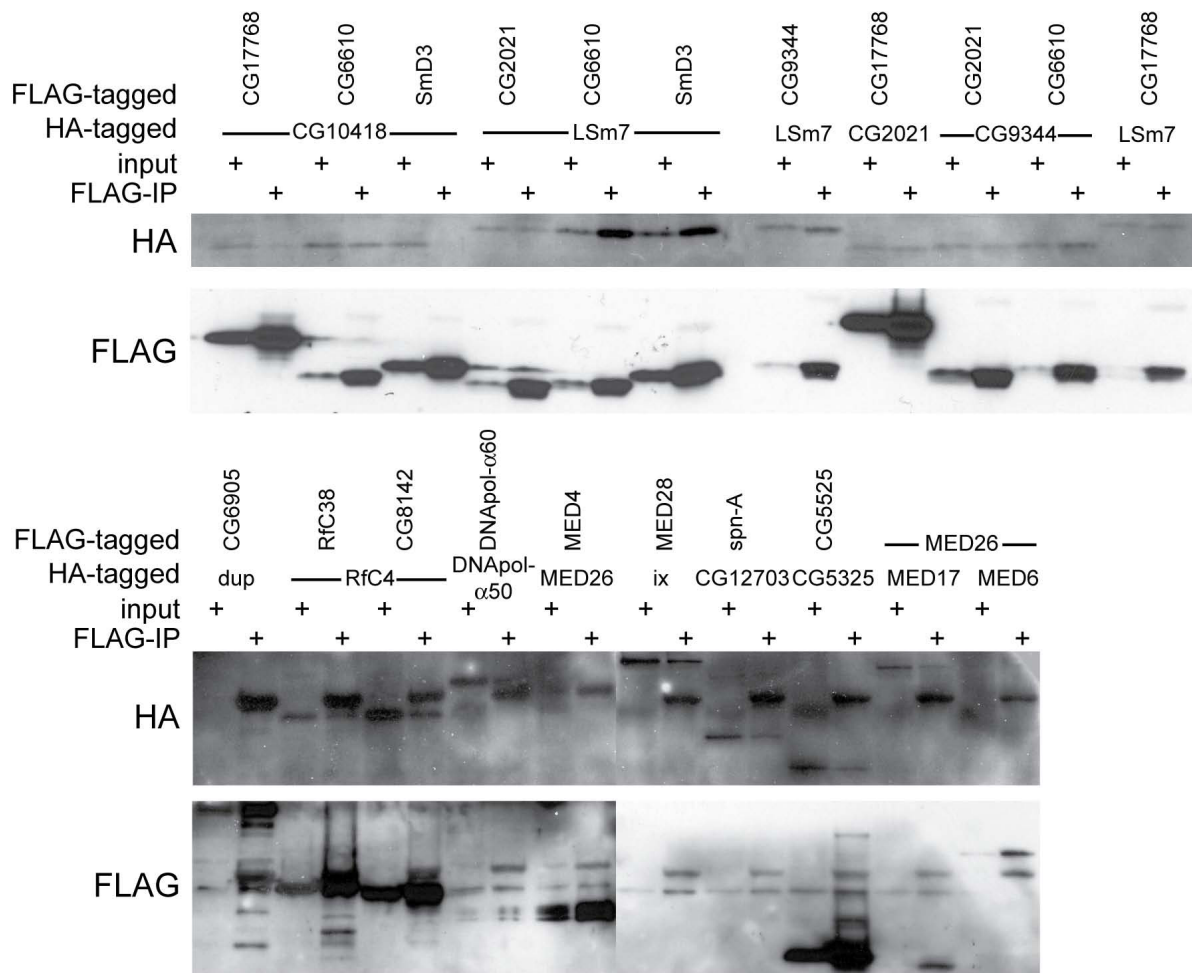 FLAG-tagged CG17768 CG6610 SmD3 CG2021 CG6610 SmD3 CG9344 CG17768 CG2021 CG6610 CG17768
HA-tagged CG10418 LSm7 LSm7 CG2021 CG9344 LSm7
input + + + + + + + + + + +
FLAG-IP + + + + + + + + + + +
HA
FLAG
FLAG-tagged CG6905 RfC38 CG8142 DNApol-α60 MED4 MED28 spn-A CG5525 MED26
HA-tagged dup RfC4 DNApol-α50 MED26 ix CG12703 CG5325 MED17 MED6
input + + + + + + + + + +
FLAG-IP + + + + + + + + + +
HA
FLAG